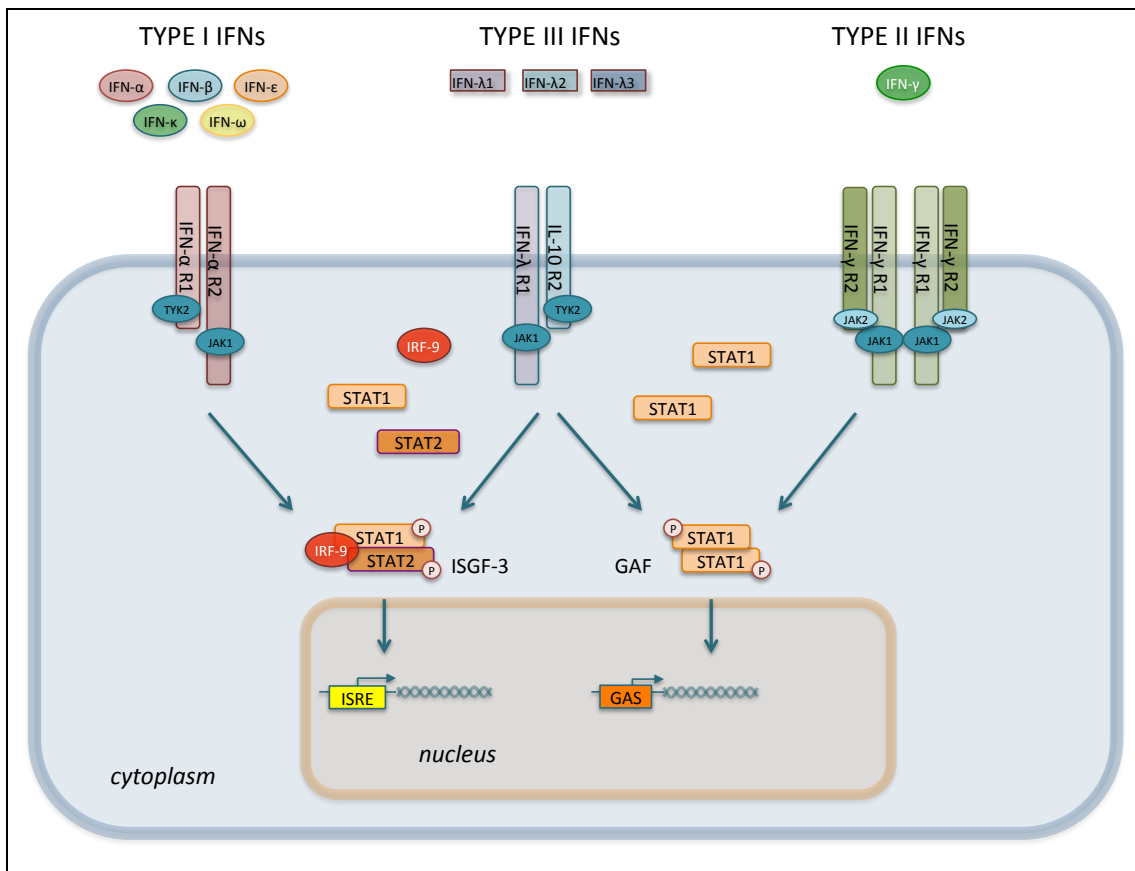 TYPE I IFNs
TYPE III IFNs
TYPE II IFNs
IFN-α
IFN-β
IFN-ε
IFN-κ
IFN-ω
IFN-λ1
IFN-λ2
IFN-λ3
IFN-γ
IFN-α R1
IFN-α R2
IFN-λ R1
IL-10 R2
IFN-γ R2
IFN-γ R1
IFN-γ R1
IFN-γ R2
TYK2
JAK1
JAK1
TYK2
JAK2
JAK1
JAK1
JAK2
IRF-9
STAT1
STAT2
STAT1
STAT1
IRF-9
STAT1
P
STAT2
P
ISGF-3
GAF
P
STAT1
STAT1
P
ISRE
GAS
nucleus
cytoplasm